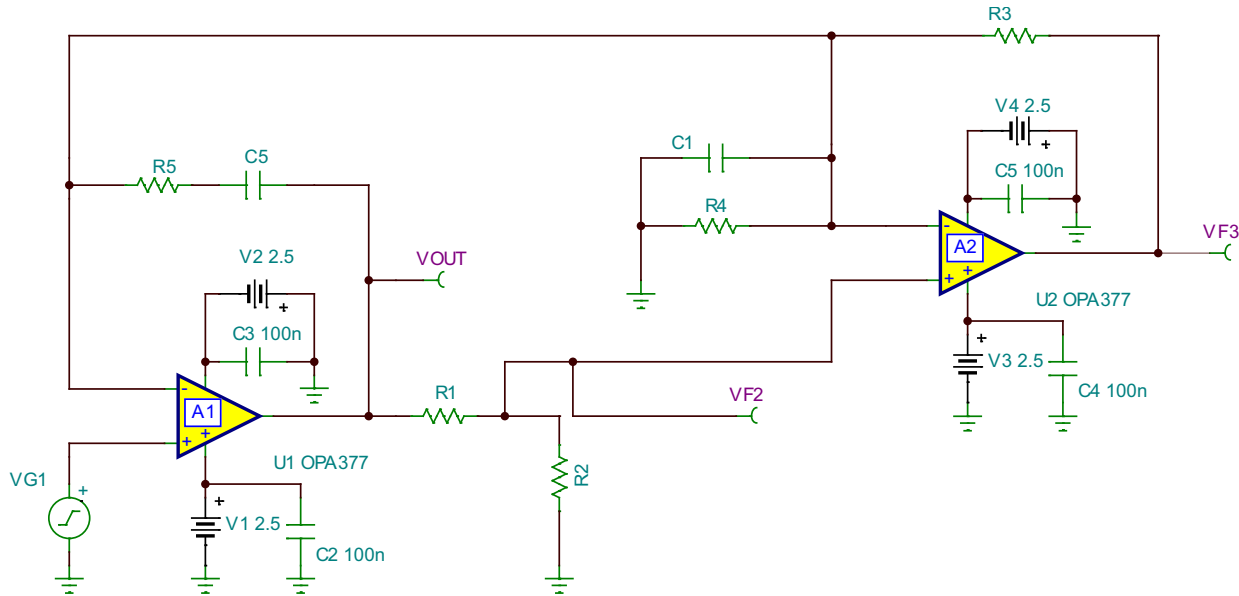 R3
V4 2.5
+
C1
R5
C5
C5 100n
R4
-
A2
+
+
VF3
VOUT
V2 2.5
+
U2 OPA377
C3 100n
+
V3 2.5
-
A1
+
+
R1
VF2
C4 100n
U1 OPA377
R2
VG1
+
+
V1 2.5
C2 100n